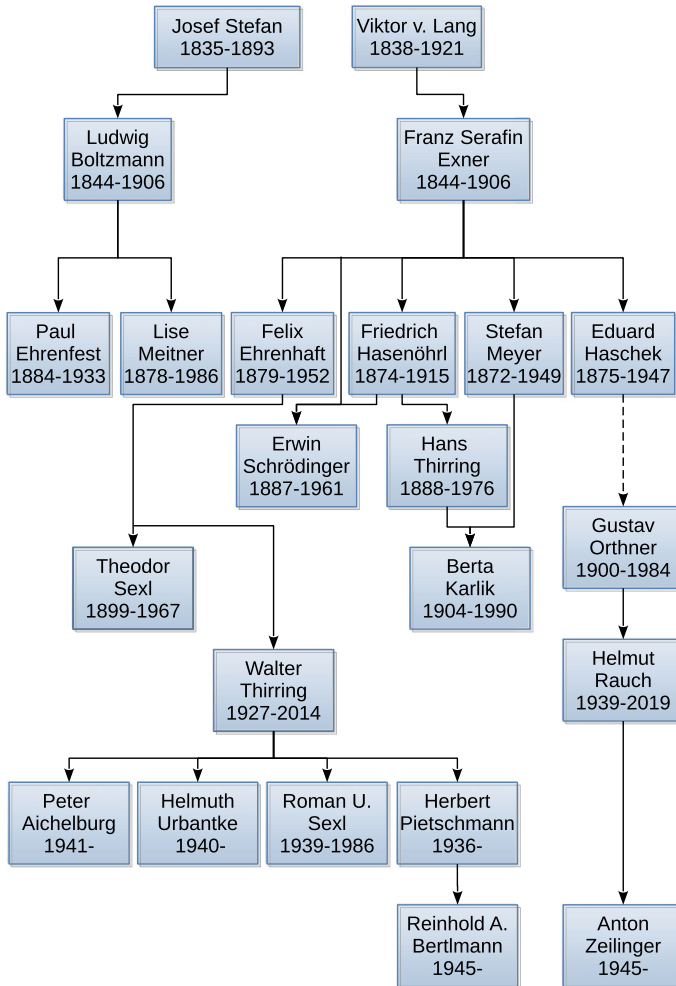 Josef Stefan
1835-1893
Viktor v. Lang
1838-1921
Ludwig
Boltzmann
1844-1906
Franz Serafin
Exner
1844-1906
Paul
Ehrenfest
1884-1933
Lise
Meitner
1878-1986
Felix
Ehrenhaft
1879-1952
Friedrich
Hasenöhrl
1874-1915
Stefan
Meyer
1872-1949
Eduard
Haschek
1875-1947
Erwin
Schrödinger
1887-1961
Hans
Thirring
1888-1976
Gustav
Orthner
1900-1984
Theodor
Sexl
1899-1967
Berta
Karlik
1904-1990
Helmut
Rauch
1939-2019
Walter
Thirring
1927-2014
Peter
Aichelburg
1941-
Helmuth
Urbantke
1940-
Roman U.
Sexl
1939-1986
Herbert
Pietschmann
1936-
Reinhold A.
Bertlmann
1945-
Anton
Zeilinger
1945-